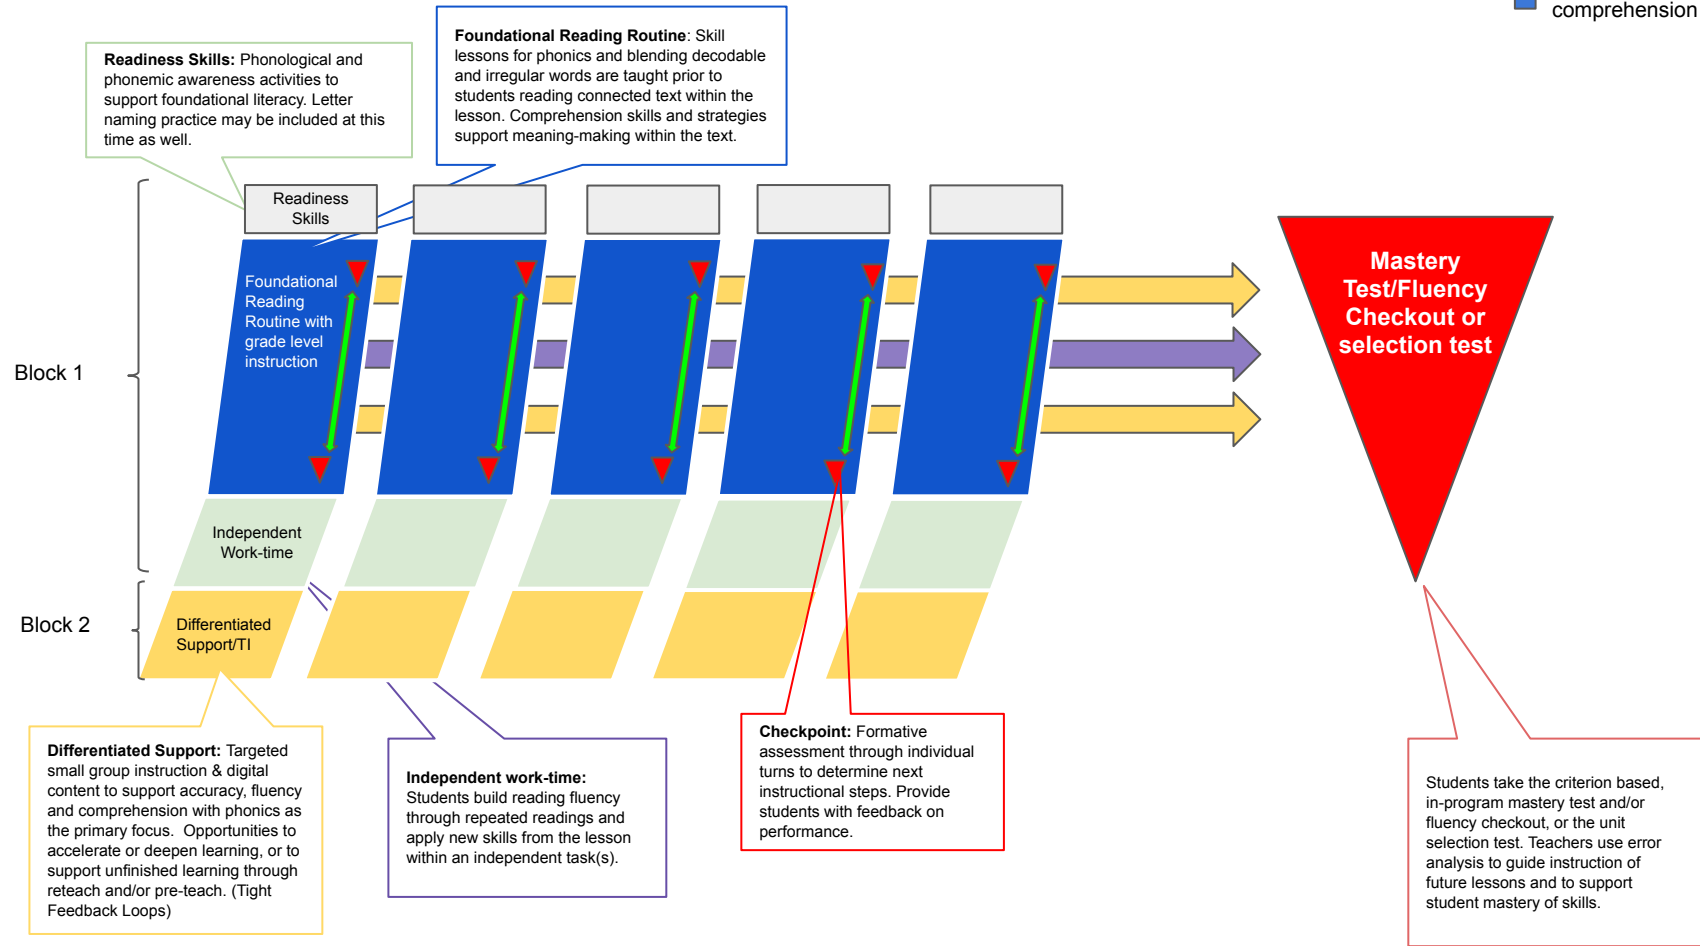 comprehension
Readiness Skills: Phonological and
phonemic awareness activities to
support foundational literacy. Letter
naming practice may be included at this
time as well.
Foundational Reading Routine: Skill
lessons for phonics and blending decodable
and irregular words are taught prior to
students reading connected text within the
lesson. Comprehension skills and strategies
support meaning-making within the text.
Readiness
Skills
Foundational
Reading
Routine with
grade level
instruction
Mastery
Test/Fluency
Checkout or
selection test
Block 1
Independent
Work-time
Block 2
Differentiated
Support/TI
Differentiated Support: Targeted
small group instruction & digital
content to support accuracy, fluency
and comprehension with phonics as
the primary focus.  Opportunities to
accelerate or deepen learning, or to
support unfinished learning through
reteach and/or pre-teach. (Tight
Feedback Loops)
Independent work-time:
Students build reading fluency
through repeated readings and
apply new skills from the lesson
within an independent task(s).
Checkpoint: Formative
assessment through individual
turns to determine next
instructional steps. Provide
students with feedback on
performance.
Students take the criterion based,
in-program mastery test and/or
fluency checkout, or the unit
selection test. Teachers use error
analysis to guide instruction of
future lessons and to support
student mastery of skills.